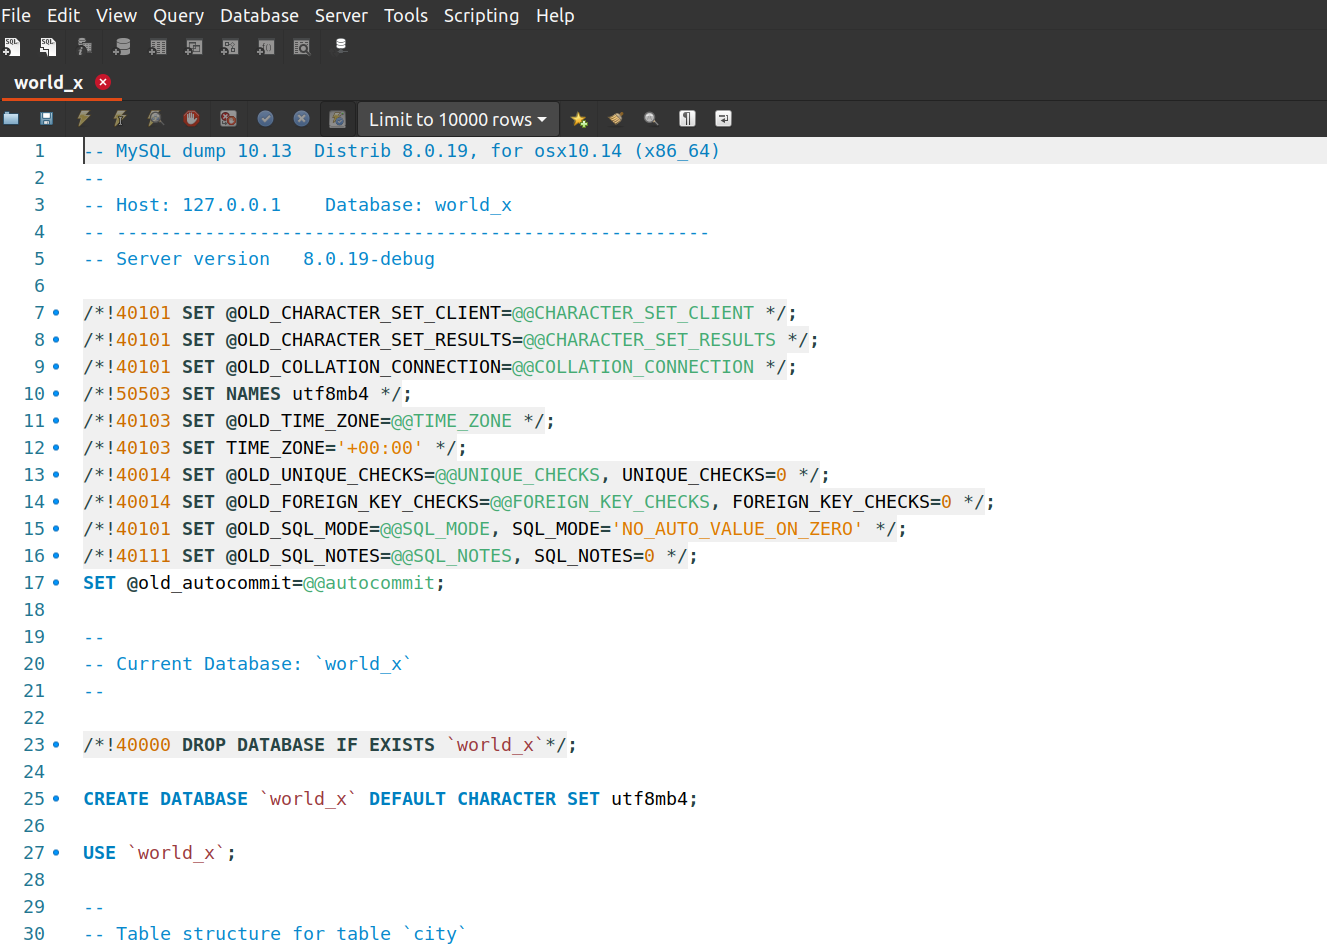 File Edit View Query Database Server Tools Scripting Help
world_x
Limit to 10000 rows
1 -- MySQL dump 10.13  Distrib 8.0.19, for osx10.14 (x86_64)
2 --
3 -- Host: 127.0.0.1    Database: world_x
4 -- ------------------------------------------------------
5 -- Server version   8.0.19-debug
6
7 /*!40101 SET @OLD_CHARACTER_SET_CLIENT=@@CHARACTER_SET_CLIENT */;
8 /*!40101 SET @OLD_CHARACTER_SET_RESULTS=@@CHARACTER_SET_RESULTS */;
9 /*!40101 SET @OLD_COLLATION_CONNECTION=@@COLLATION_CONNECTION */;
10 /*!50503 SET NAMES utf8mb4 */;
11 /*!40103 SET @OLD_TIME_ZONE=@@TIME_ZONE */;
12 /*!40103 SET TIME_ZONE='+00:00' */;
13 /*!40014 SET @OLD_UNIQUE_CHECKS=@@UNIQUE_CHECKS, UNIQUE_CHECKS=0 */;
14 /*!40014 SET @OLD_FOREIGN_KEY_CHECKS=@@FOREIGN_KEY_CHECKS, FOREIGN_KEY_CHECKS=0 */;
15 /*!40101 SET @OLD_SQL_MODE=@@SQL_MODE, SQL_MODE='NO_AUTO_VALUE_ON_ZERO' */;
16 /*!40111 SET @OLD_SQL_NOTES=@@SQL_NOTES, SQL_NOTES=0 */;
17 SET @old_autocommit=@@autocommit;
18
19 --
20 -- Current Database: `world_x`
21 --
22
23 /*!40000 DROP DATABASE IF EXISTS `world_x`*/;
24
25 CREATE DATABASE `world_x` DEFAULT CHARACTER SET utf8mb4;
26
27 USE `world_x`;
28
29 --
30 -- Table structure for table `city`